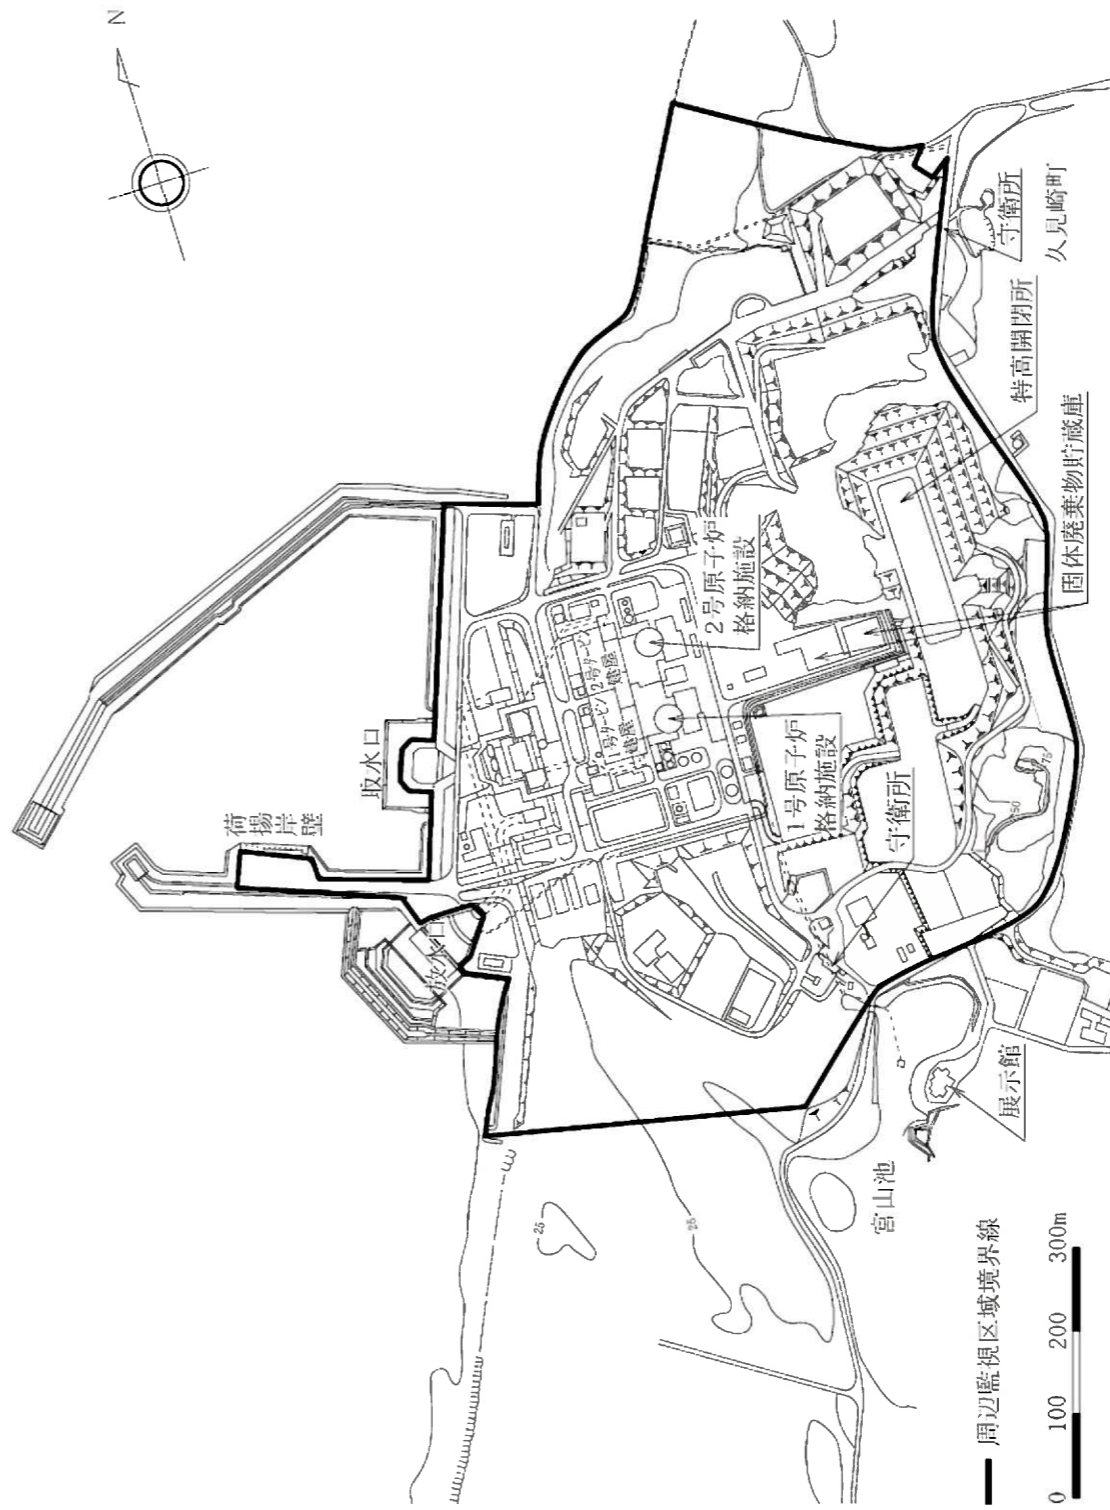 N
荷揚岸壁
取水口
放水口
2号タービン
建屋
号タービン
建屋
2号原子炉
格納施設
1号原子炉
格納施設
守衛所
守衛所
久見崎町
特高開閉所
固体廃棄物貯蔵庫
展示館
宮山池
25
25
50
75
周辺監視区域境界線
0 100 200 300m